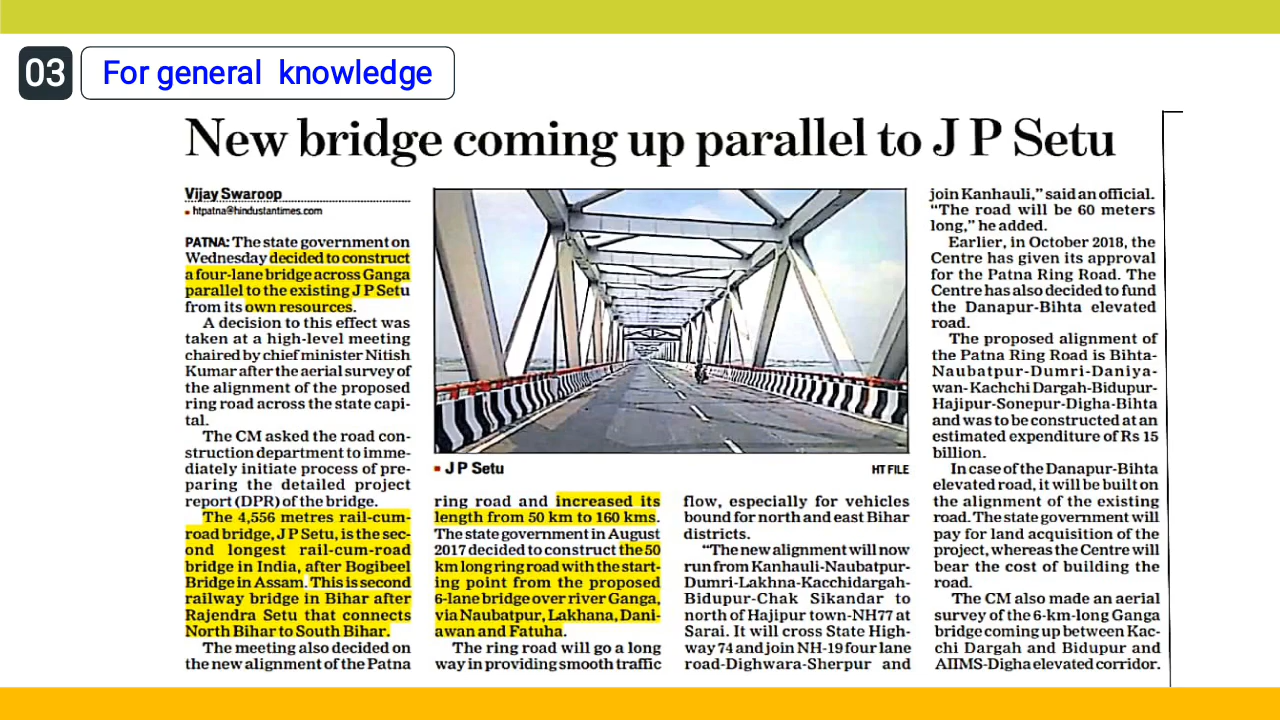 03
For general knowledge
New bridge coming up parallel to J P Setu
Vijay Swaroop
▪ htpatna@hindustantimes.com
PATNA: The state government on
Wednesday decided to construct
a four-lane bridge across Ganga
parallel to the existing J P Setu
from its own resources.
A decision to this effect was
taken at a high-level meeting
chaired by chief minister Nitish
Kumar after the aerial survey of
the alignment of the proposed
ring road across the state capi-
tal.
The CM asked the road con-
struction department to imme-
diately initiate process of pre-
paring the detailed project
report (DPR) of the bridge.
The 4,556 metres rail-cum-
road bridge, J P Setu, is the sec-
ond longest rail-cum-road
bridge in India, after Bogibeel
Bridge in Assam. This is second
railway bridge in Bihar after
Rajendra Setu that connects
North Bihar to South Bihar.
The meeting also decided on
the new alignment of the Patna
▪ J P Setu
HT FILE
ring road and increased its
length from 50 km to 160 kms.
The state government in August
2017 decided to construct the 50
km long ring road with the start-
ing point from the proposed
6-lane bridge over river Ganga,
via Naubatpur, Lakhana, Dani-
awan and Fatuha.
The ring road will go a long
way in providing smooth traffic
flow, especially for vehicles
bound for north and east Bihar
districts.
“The new alignment will now
run from Kanhauli-Naubatpur-
Dumri-Lakhna-Kacchidargah-
Bidupur-Chak Sikandar to
north of Hajipur town-NH77 at
Sarai. It will cross State High-
way 74 and join NH-19 four lane
road-Dighwara-Sherpur and
join Kanhauli,” said an official.
“The road will be 60 meters
long,” he added.
Earlier, in October 2018, the
Centre has given its approval
for the Patna Ring Road. The
Centre has also decided to fund
the Danapur-Bihta elevated
road.
The proposed alignment of
the Patna Ring Road is Bihta-
Naubatpur-Dumri-Daniya-
wan-Kachchi Dargah-Bidupur-
Hajipur-Sonepur-Digha-Bihta
and was to be constructed at an
estimated expenditure of Rs 15
billion.
In case of the Danapur-Bihta
elevated road, it will be built on
the alignment of the existing
road. The state government will
pay for land acquisition of the
project, whereas the Centre will
bear the cost of building the
road.
The CM also made an aerial
survey of the 6-km-long Ganga
bridge coming up between Kac-
chi Dargah and Bidupur and
AIIMS-Digha elevated corridor.